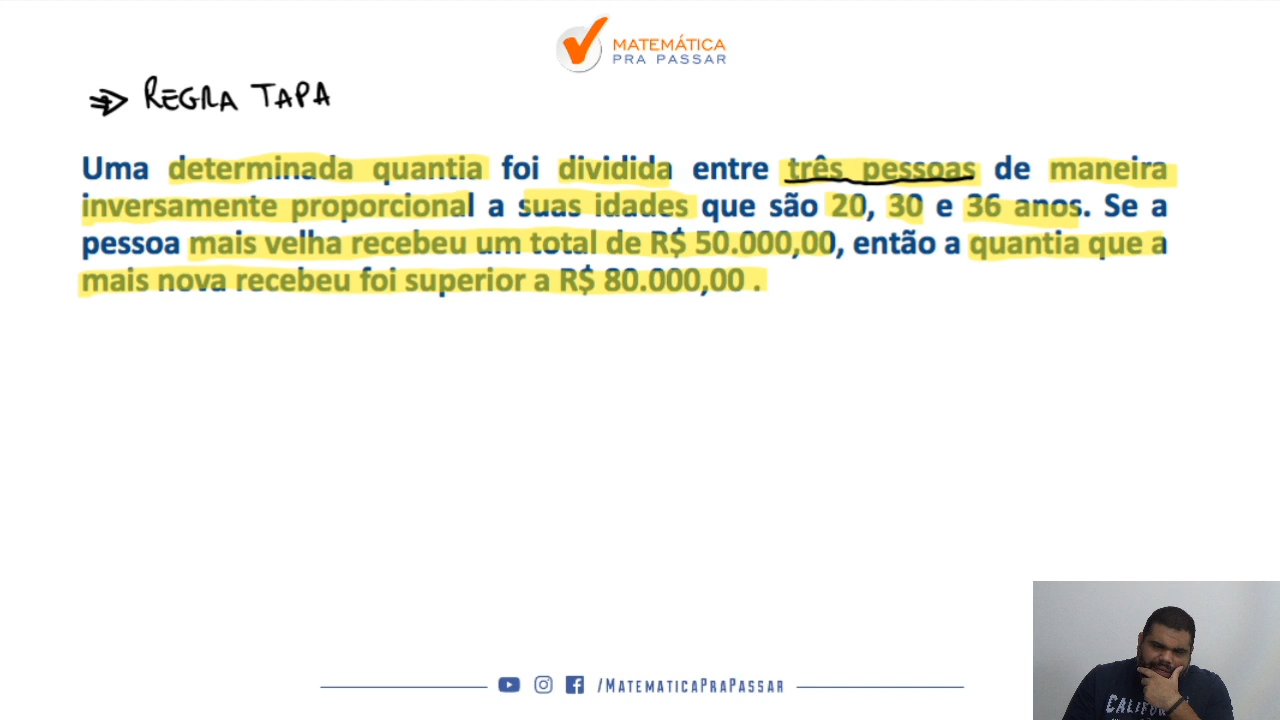 MATEMÁTICA
PRA PASSAR
REGRA TAPA
Uma determinada quantia foi dividida entre três pessoas de maneira
inversamente proporcional a suas idades que são 20, 30 e 36 anos. Se a
pessoa mais velha recebeu um total de R$ 50.000,00, então a quantia que a
mais nova recebeu foi superior a R$ 80.000,00 .
/MATEMATICAPRAPASSAR